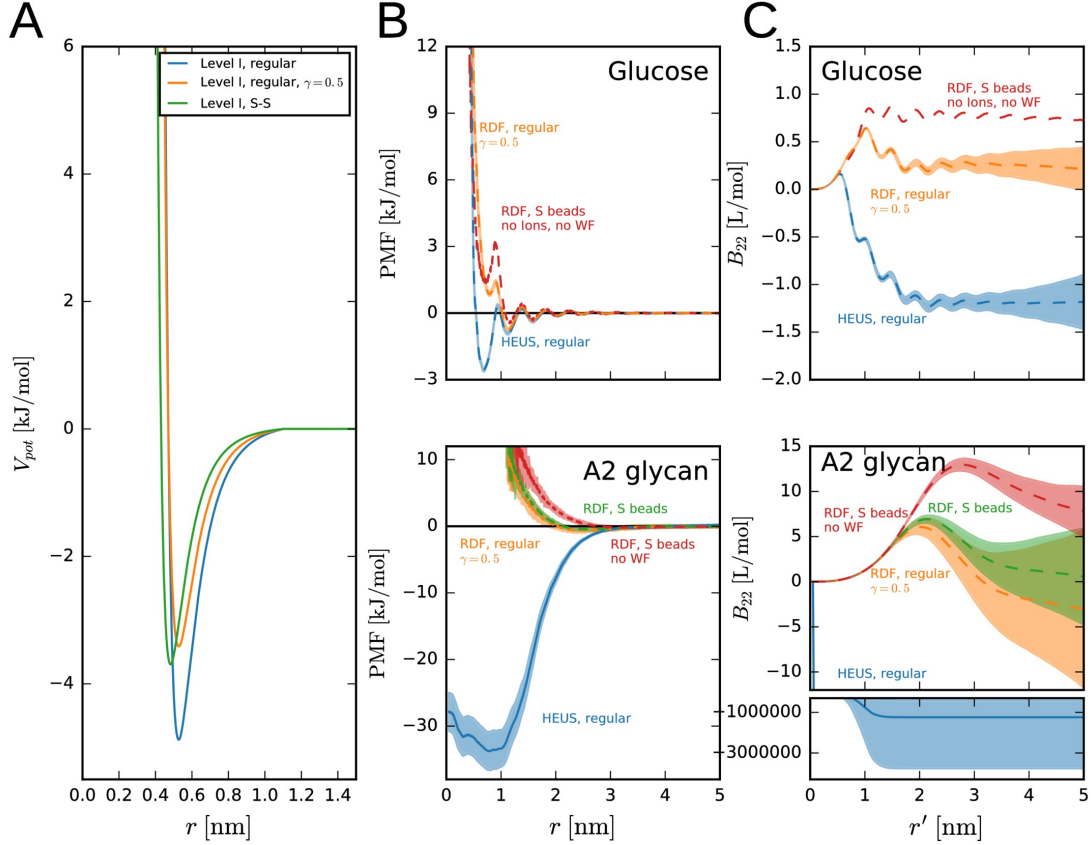 A
B
C
6
4
2
0
−2
−4
0.0 0.2 0.4 0.6 0.8 1.0 1.2 1.4
V_pot [kJ/mol]
r [nm]
Level I, regular
Level I, regular, γ=0.5
Level I, S-S
12
9
6
3
0
−3
PMF [kJ/mol]
Glucose
RDF, regular
γ=0.5
RDF, S beads
no Ions, no WF
HEUS, regular
10
0
−10
−20
−30
PMF [kJ/mol]
A2 glycan
RDF, S beads
RDF, regular
γ=0.5
RDF, S beads
no WF
HEUS, regular
0 1 2 3 4 5
r [nm]
1.5
1.0
0.5
0.0
−0.5
−1.0
−1.5
−2.0
B_22 [L/mol]
Glucose
RDF, S beads
no Ions, no WF
RDF, regular
γ=0.5
HEUS, regular
15
10
5
0
−5
−10
B_22 [L/mol]
A2 glycan
RDF, S beads
no WF
RDF, S beads
RDF, regular
γ=0.5
HEUS, regular
−1000000
−3000000
0 1 2 3 4 5
r′ [nm]